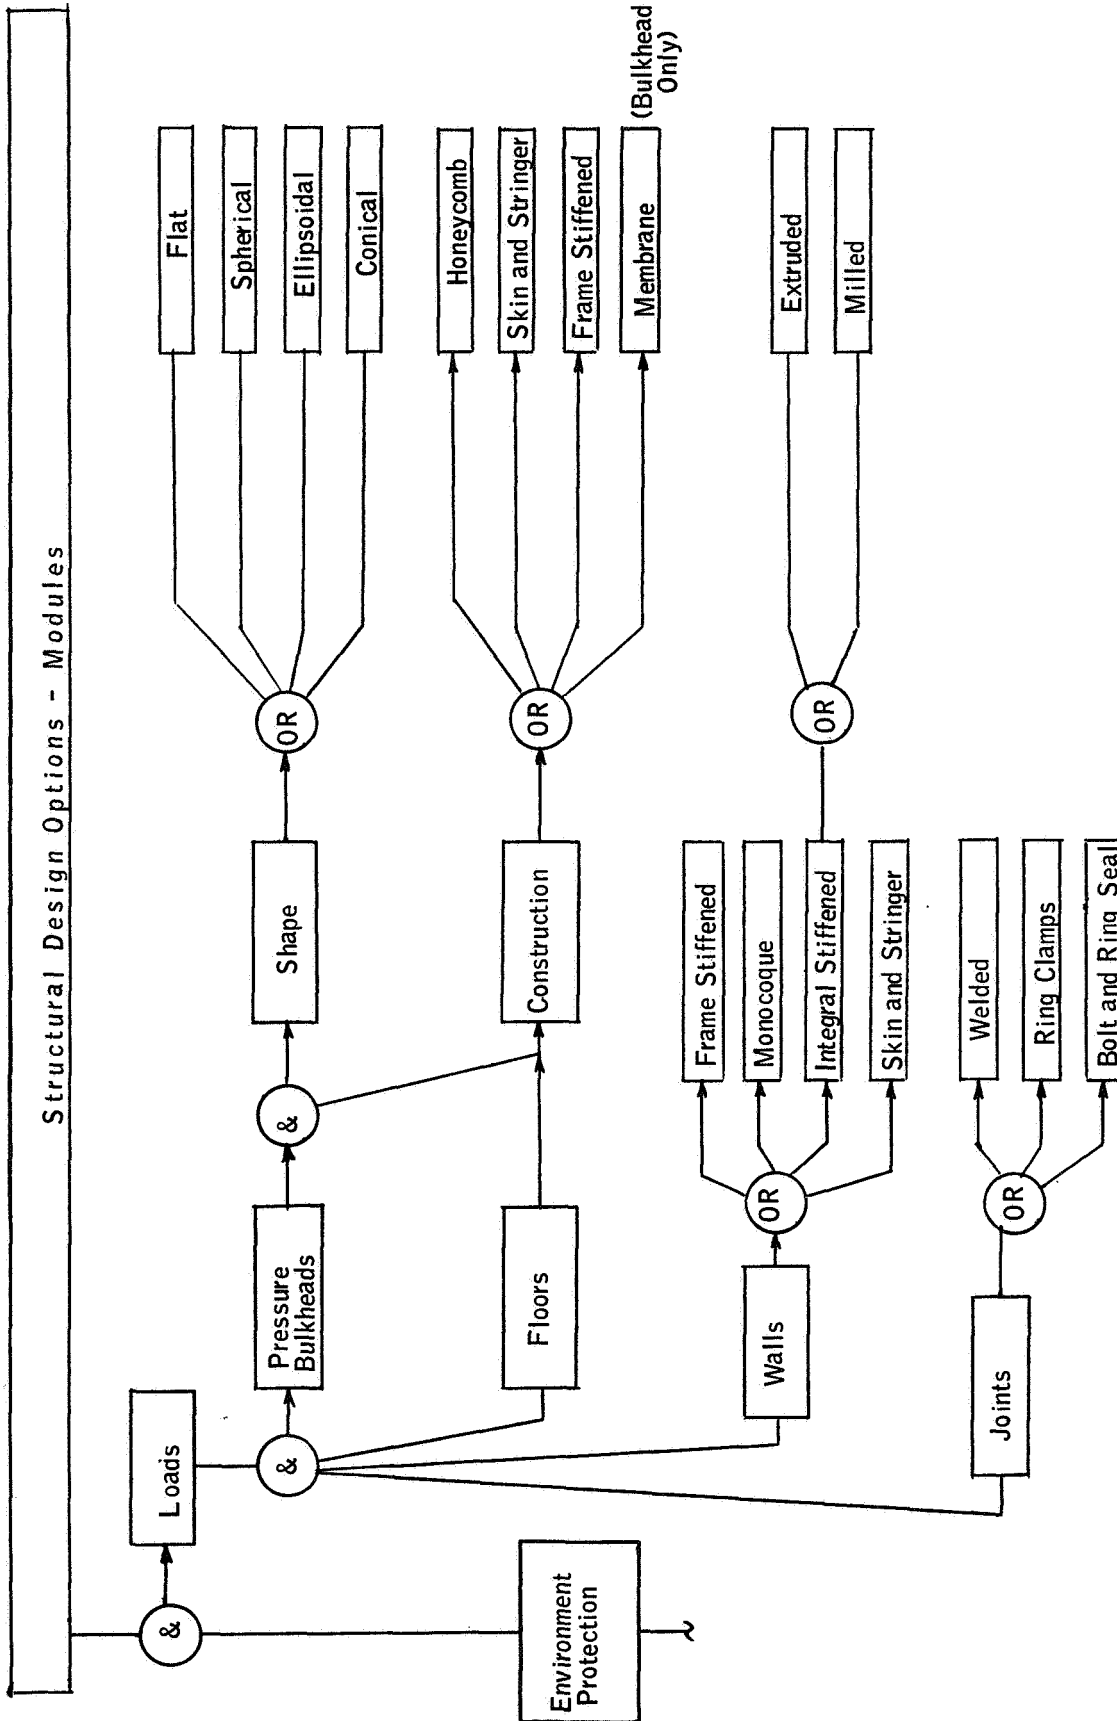 Structural Design Options - Modules
&
Loads
Environment
Protection
&
Pressure
Bulkheads
Floors
Walls
Joints
&
Shape
Construction
OR
Flat
Spherical
Ellipsoidal
Conical
OR
Honeycomb
Skin and Stringer
Frame Stiffened
Membrane
(Bulkhead
Only)
OR
Frame Stiffened
Monocoque
Integral Stiffened
Skin and Stringer
OR
Extruded
Milled
OR
Welded
Ring Clamps
Bolt and Ring Seal